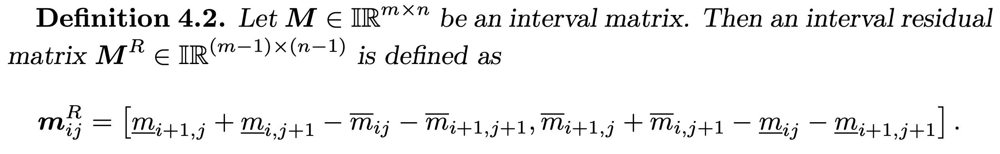 Definition 4.2. Let $\boldsymbol{M} \in \mathbb{IR}^{m \times n}$ be an interval matrix. Then an interval residual
matrix $\boldsymbol{M}^R \in \mathbb{IR}^{(m-1) \times (n-1)}$ is defined as
$\boldsymbol{m}_{ij}^R = \left[ \underline{m}_{i+1,j} + \underline{m}_{i,j+1} - \overline{m}_{ij} - \overline{m}_{i+1,j+1}, \overline{m}_{i+1,j} + \overline{m}_{i,j+1} - \underline{m}_{ij} - \underline{m}_{i+1,j+1} \right].$